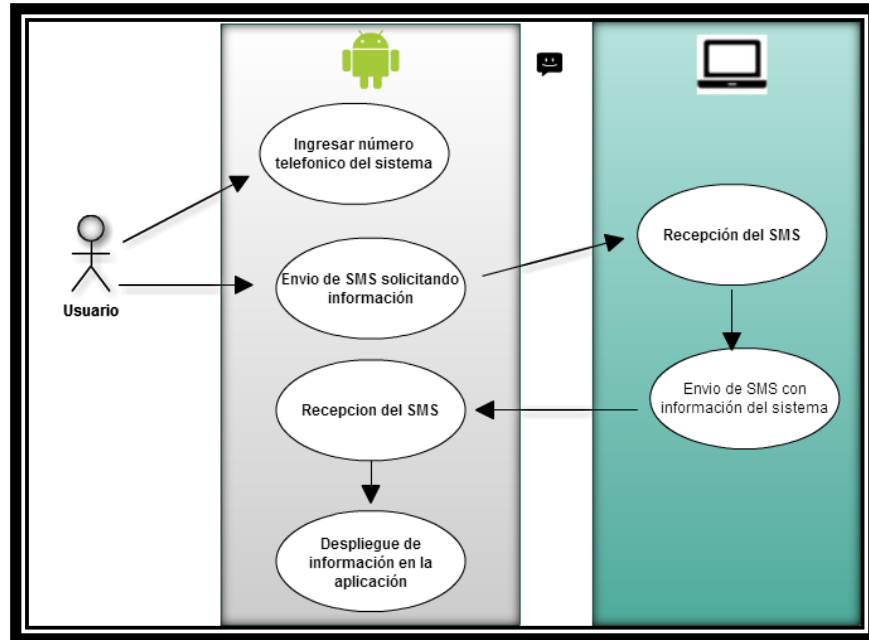 Ingresar número
telefonico del sistema
Usuario
Envio de SMS solicitando
información
Recepción del SMS
Envio de SMS con
información del sistema
Recepcion del SMS
Despliegue de
información en la
aplicación